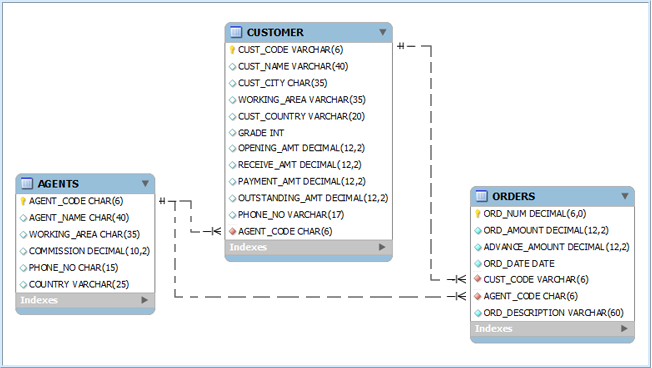 CUSTOMER
CUST_CODE VARCHAR(6)
CUST_NAME VARCHAR(40)
CUST_CITY CHAR(35)
WORKING_AREA VARCHAR(35)
CUST_COUNTRY VARCHAR(20)
GRADE INT
OPENING_AMT DECIMAL(12,2)
RECEIVE_AMT DECIMAL(12,2)
PAYMENT_AMT DECIMAL(12,2)
OUTSTANDING_AMT DECIMAL(12,2)
PHONE_NO VARCHAR(17)
AGENT_CODE CHAR(6)
Indexes
AGENTS
AGENT_CODE CHAR(6)
AGENT_NAME CHAR(40)
WORKING_AREA CHAR(35)
COMMISSION DECIMAL(10,2)
PHONE_NO CHAR(15)
COUNTRY VARCHAR(25)
Indexes
ORDERS
ORD_NUM DECIMAL(6,0)
ORD_AMOUNT DECIMAL(12,2)
ADVANCE_AMOUNT DECIMAL(12,2)
ORD_DATE DATE
CUST_CODE VARCHAR(6)
AGENT_CODE CHAR(6)
ORD_DESCRIPTION VARCHAR(60)
Indexes